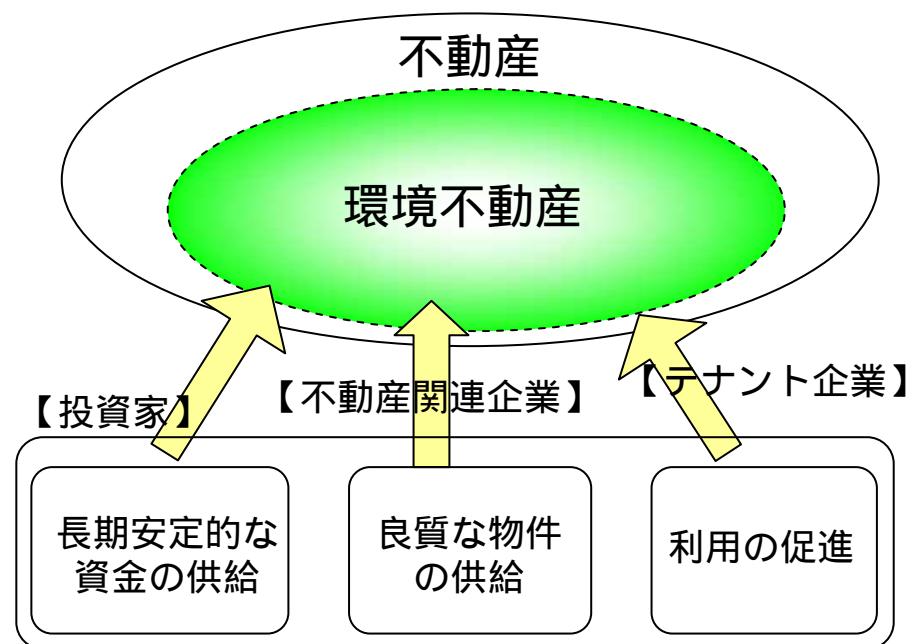 不動産
環境不動産
【投資家】
【不動産関連企業】
【テナント企業】
長期安定的な
資金の供給
良質な物件
の供給
利用の促進